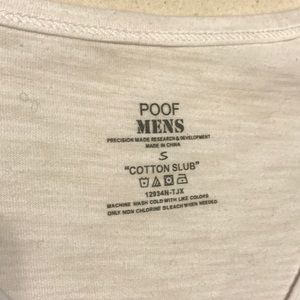 POOF
MENS
PRECISION MADE RESEARCH & DEVELOPMENT
MADE IN CHINA
S
"COTTON SLUB"
12934N-TJX
MACHINE WASH COLD WITH LIKE COLORS
ONLY NON CHLORINE BLEACH WHEN NEEDED